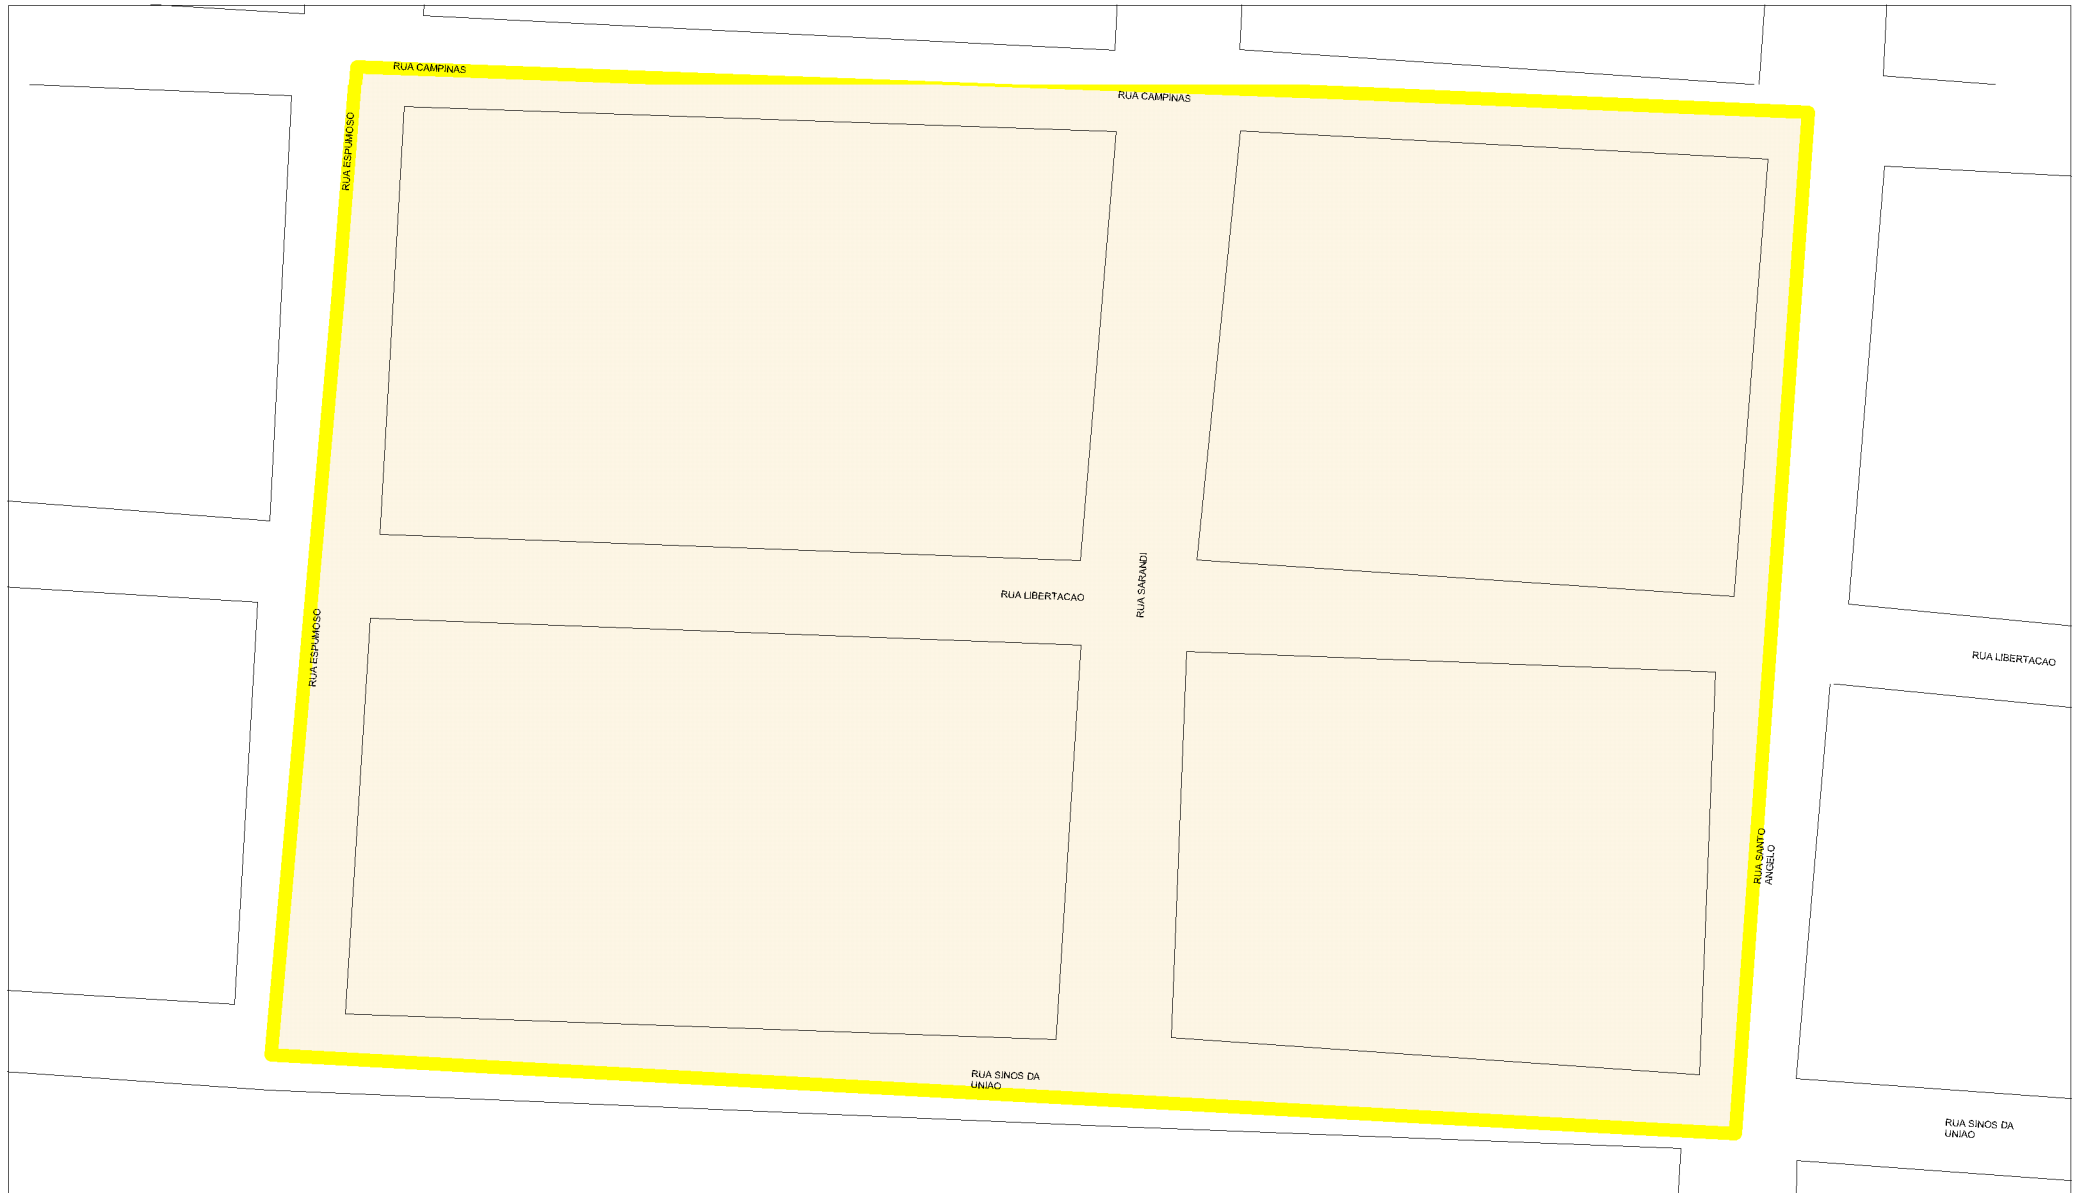 RUA CAMPINAS
RUA CAMPINAS
RUA ESPUMOSO
RUA SARANDI
RUA LIBERTACAO
RUA ESPUMOSO
RUA LIBERTACAO
RUA SANTO
ANGELO
RUA SINOS DA
UNIAO
RUA SINOS DA
UNIAO